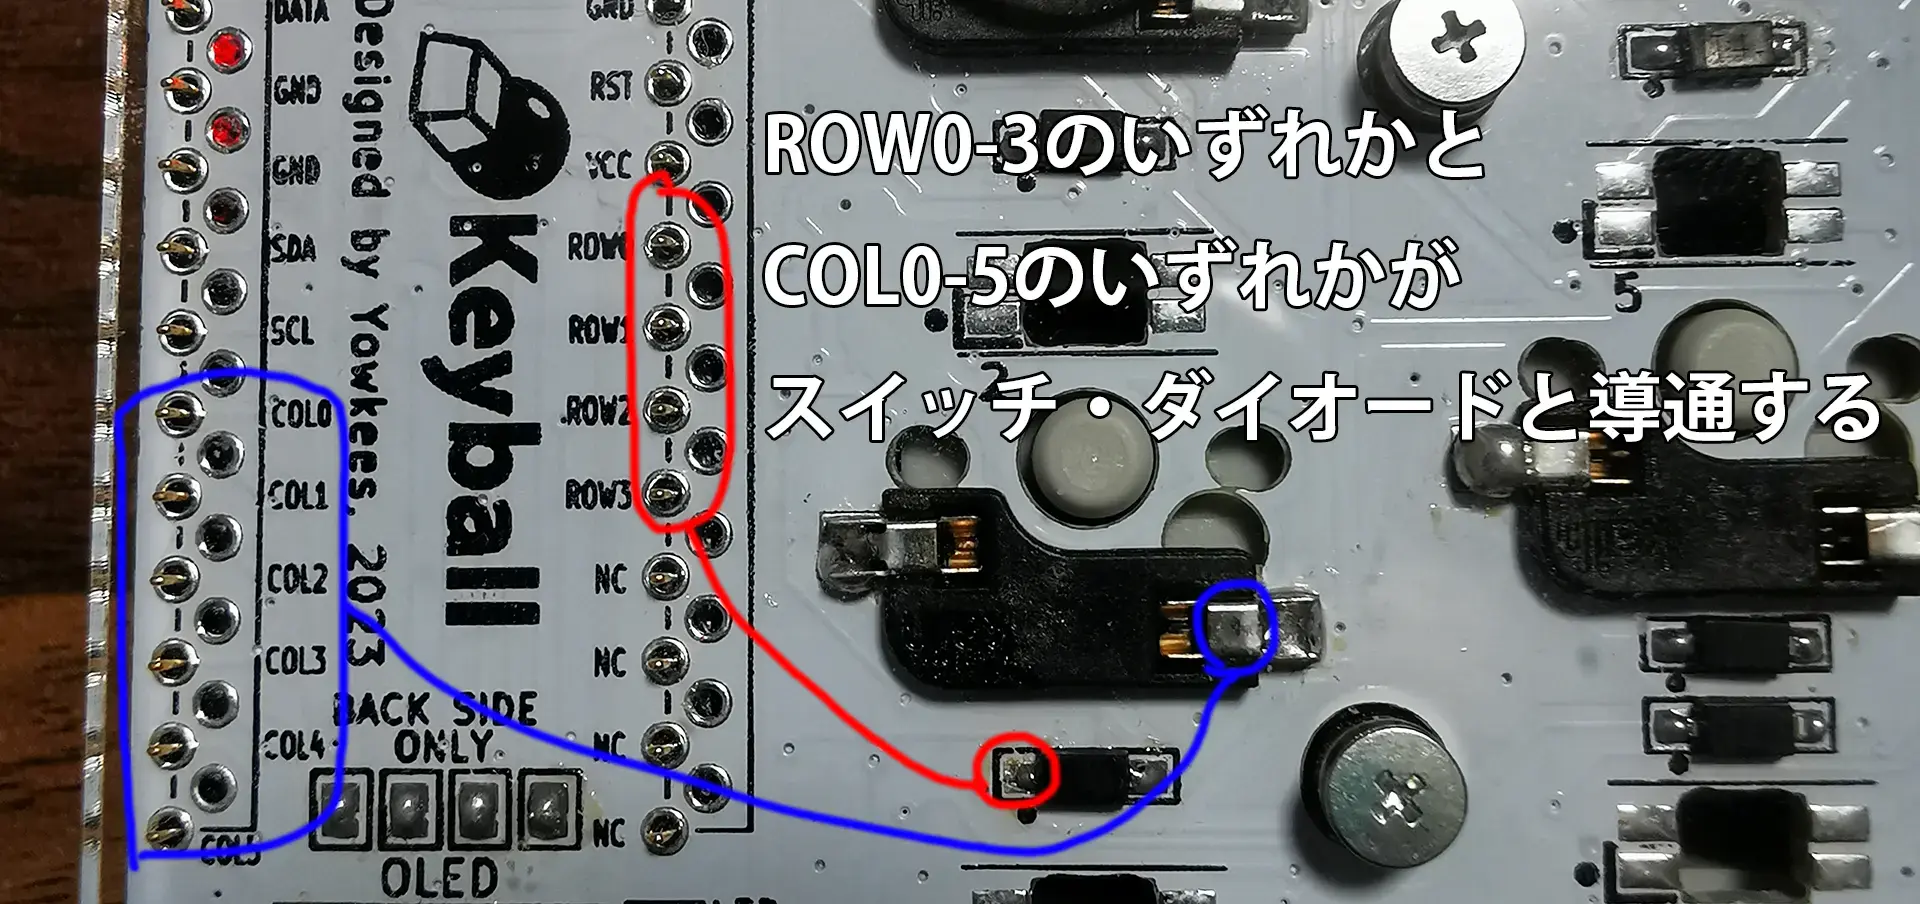 DATA
GND
GND
SDA
SCL
COL0
COL1
COL2
COL3
COL4
COL5
Designed by Yowkees, 2023
Keyball
BACK SIDE
ONLY
OLED
GND
RST
VCC
ROW0
ROW1
ROW2
ROW3
NC
NC
NC
NC
ROW0-3のいずれかと
COL0-5のいずれかが
スイッチ・ダイオードと導通する
2
5